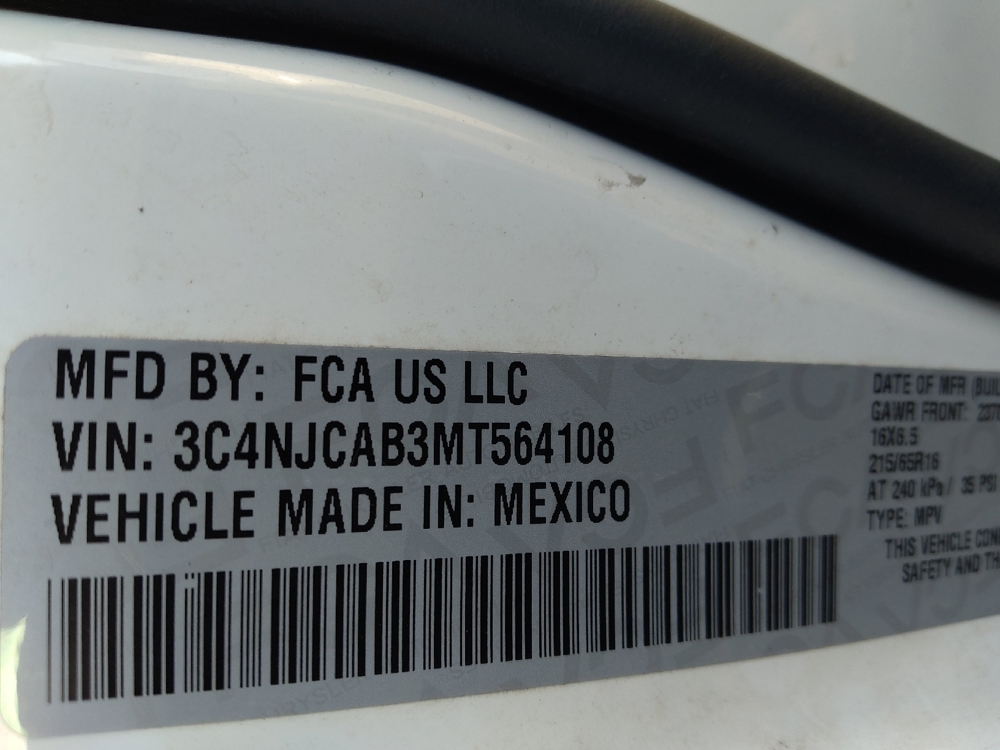 MFD BY: FCA US LLC
VIN: 3C4NJCAB3MT564108
VEHICLE MADE IN: MEXICO
DATE OF MFR
GAWR FRONT:
16X6.5
215/65R16
AT 240 kPa / 35 PSI
TYPE: MPV
THIS VEHICLE
SAFETY AND